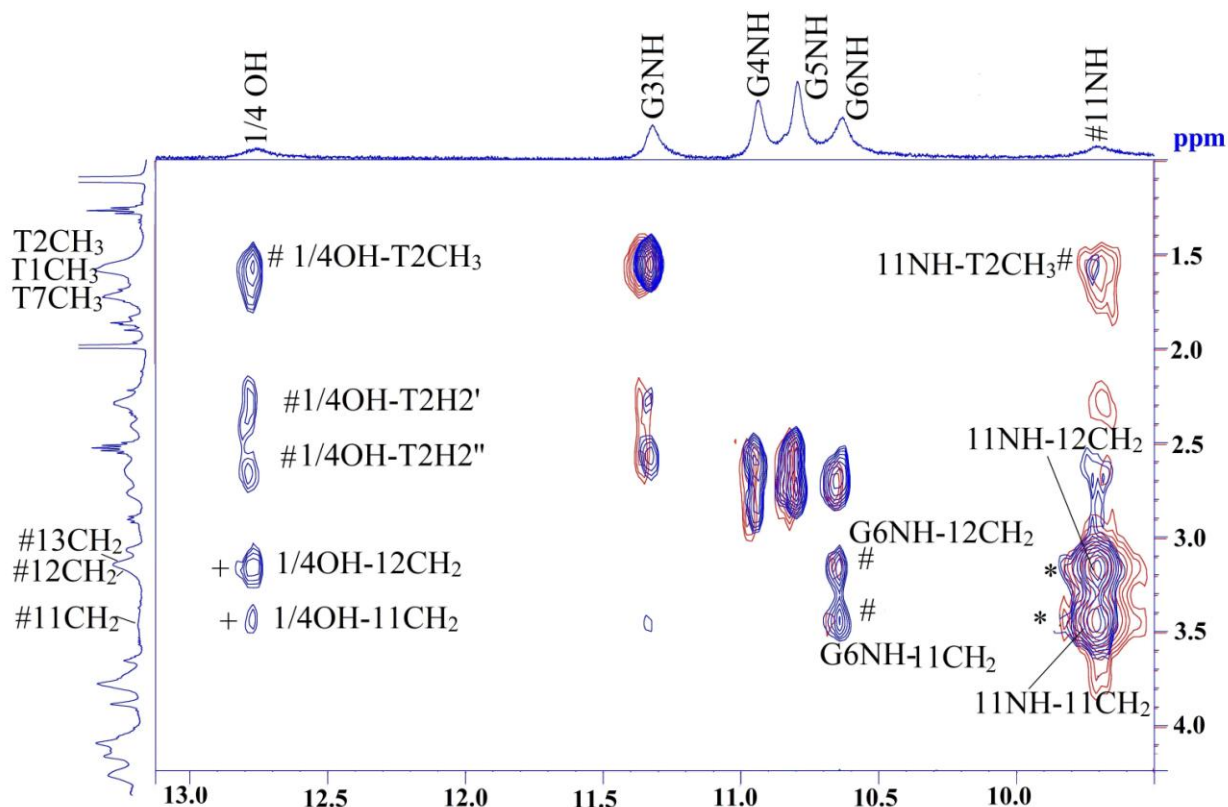 1/4 OH
G3NH
G4NH
G5NH
G6NH
#11NH
ppm
T2CH₃
T1CH₃
T7CH₃
# 1/4OH-T2CH₃
11NH-T2CH₃#
1.5
2.0
#1/4OH-T2H2'
#1/4OH-T2H2"
11NH-12CH₂
2.5
#13CH₂
#12CH₂
#11CH₂
+ 1/4OH-12CH₂
+ 1/4OH-11CH₂
G6NH-12CH₂
#
#
G6NH-11CH₂
*
*
11NH-11CH₂
3.0
3.5
4.0
13.0 12.5 12.0 11.5 11.0 10.5 10.0